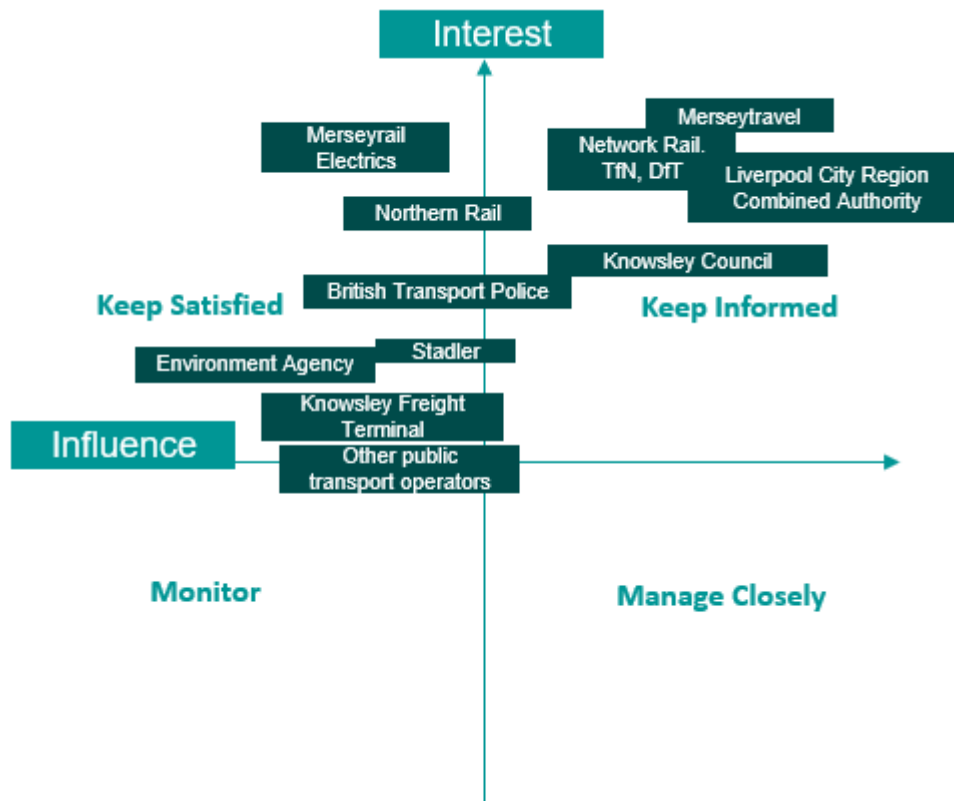 Interest
Merseytravel
Merseyrail
Electrics
Network Rail.
TfN, DfT
Liverpool City Region
Combined Authority
Northern Rail
Knowsley Council
British Transport Police
Keep Satisfied
Keep Informed
Stadler
Environment Agency
Knowsley Freight
Terminal
Influence
Other public
transport operators
Monitor
Manage Closely